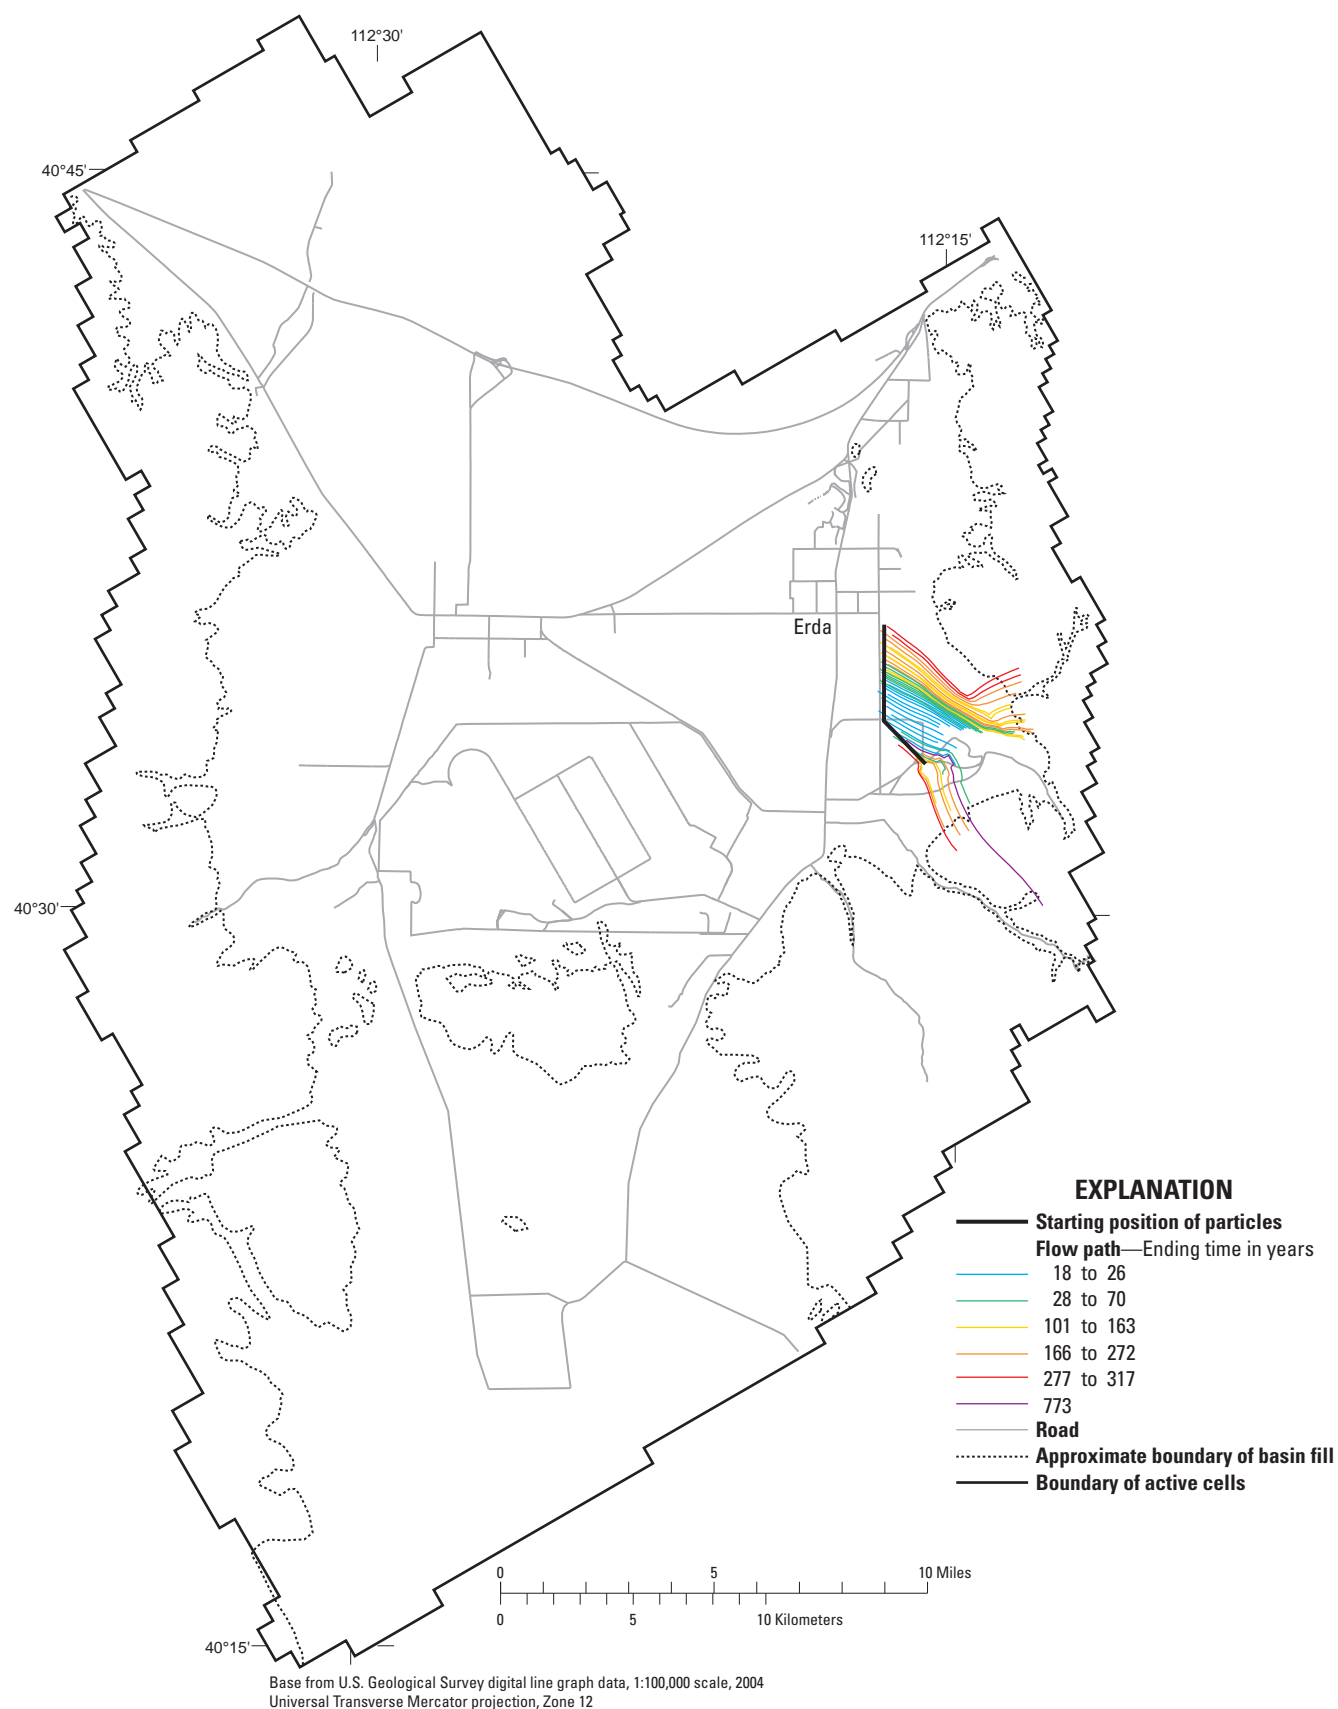 112°30'
40°45'
112°15'
Erda
40°30'
EXPLANATION
Starting position of particles
Flow path—Ending time in years
18 to 26
28 to 70
101 to 163
166 to 272
277 to 317
773
Road
Approximate boundary of basin fill
Boundary of active cells
0 5 10 Miles
0 5 10 Kilometers
40°15'
Base from U.S. Geological Survey digital line graph data, 1:100,000 scale, 2004
Universal Transverse Mercator projection, Zone 12